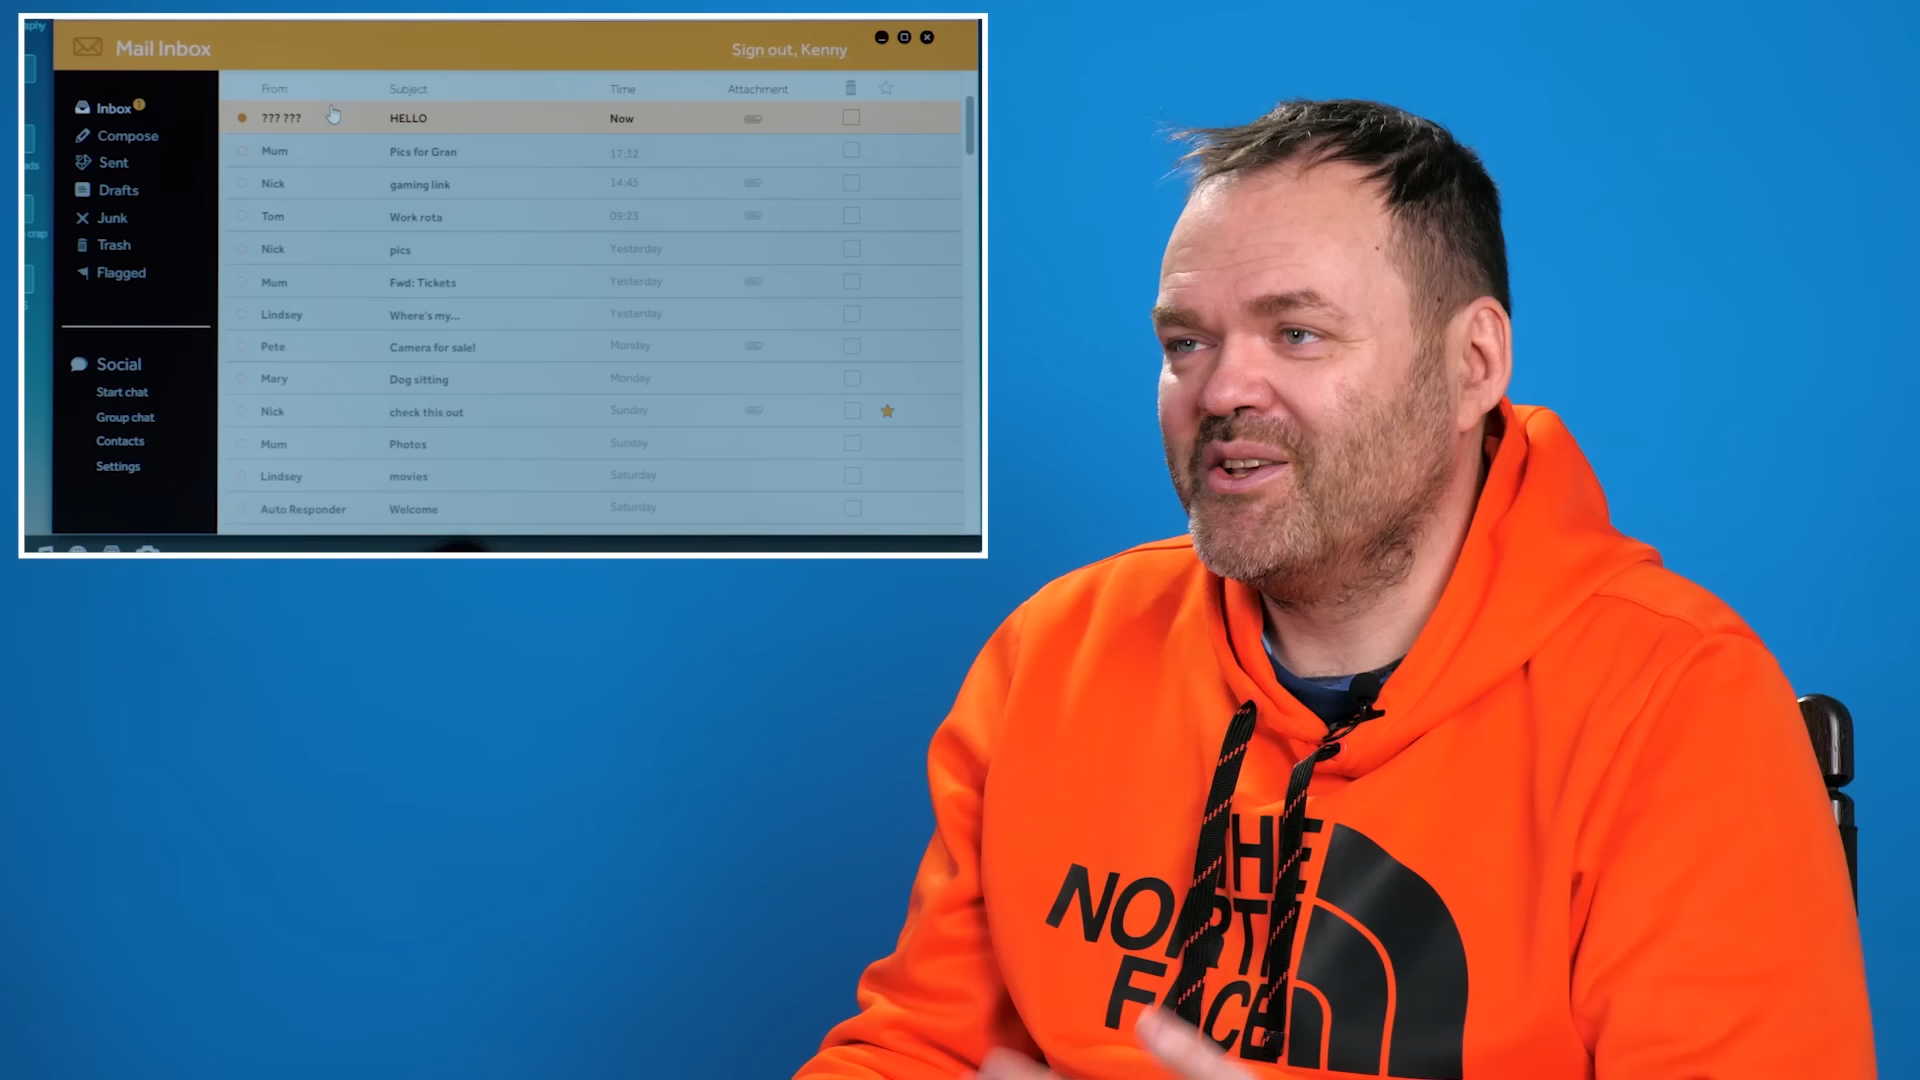 Mail Inbox
Sign out, Kenny
Inbox
Compose
Sent
Drafts
Junk
Trash
Flagged
Social
Start chat
Group chat
Contacts
Settings
From Subject Time Attachment
??? ??? HELLO Now
Mum Pics for Gran 17:32
Nick gaming link 14:45
Tom Work rota 09:23
Nick pics Yesterday
Mum Fwd: Tickets Yesterday
Lindsey Where's my... Yesterday
Pete Camera for sale! Monday
Mary Dog sitting Monday
Nick check this out Sunday
Mum Photos Sunday
Lindsey movies Saturday
Auto Responder Welcome Saturday
crap
THE
NORTH
FACE